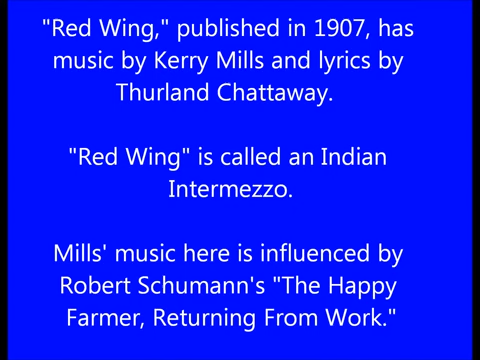 "Red Wing," published in 1907, has
music by Kerry Mills and lyrics by
Thurland Chattaway.
"Red Wing" is called an Indian
Intermezzo.
Mills' music here is influenced by
Robert Schumann's "The Happy
Farmer, Returning From Work."